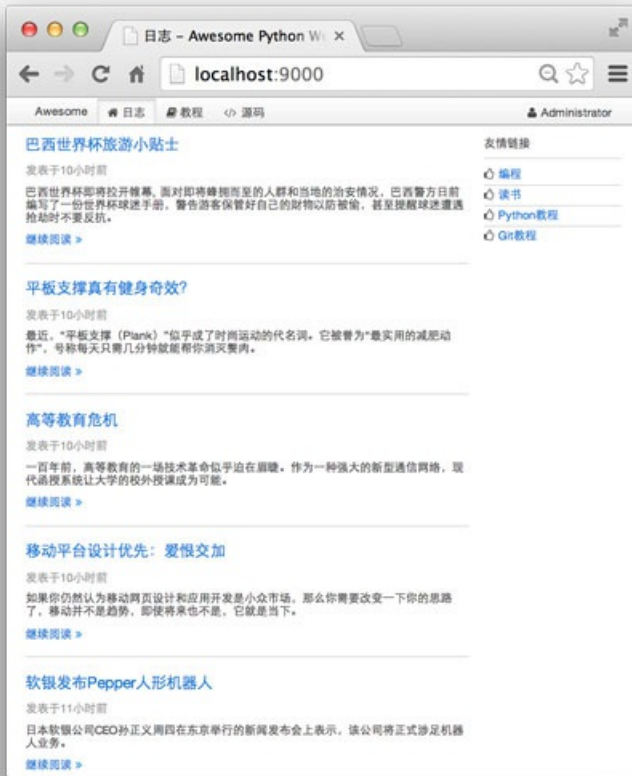 日志 - Awesome Python W
localhost:9000
Awesome 日志 教程 源码 Administrator
巴西世界杯旅游小贴士
发表于10小时前
巴西世界杯即将拉开帷幕，面对即将蜂拥而至的人群和当地的治安情况，巴西警方日前
编写了一份世界杯球迷手册，警告游客保管好自己的财物以防被偷，甚至提醒球迷遭遇
抢劫时不要反抗。
继续阅读 »
平板支撑真有健身奇效?
发表于10小时前
最近，“平板支撑（Plank）”似乎成了时尚运动的代名词。它被誉为“最实用的减肥动
作”，号称每天只需几分钟就能帮你消灭赘肉。
继续阅读 »
高等教育危机
发表于10小时前
一百年前，高等教育的一场技术革命似乎迫在眉睫。作为一种强大的新型通信网络，现
代函授系统让大学的校外授课成为可能。
继续阅读 »
移动平台设计优先：爱恨交加
发表于10小时前
如果你仍然认为移动网页设计和应用开发是小众市场，那么你需要改变一下你的思路
了，移动并不是趋势，即使将来也不是，它就是当下。
继续阅读 »
软银发布Pepper人形机器人
发表于11小时前
日本软银公司CEO孙正义周四在东京举行的新闻发布会上表示，该公司将正式涉足机器
人业务。
继续阅读 »
友情链接
编程
读书
Python教程
Git教程